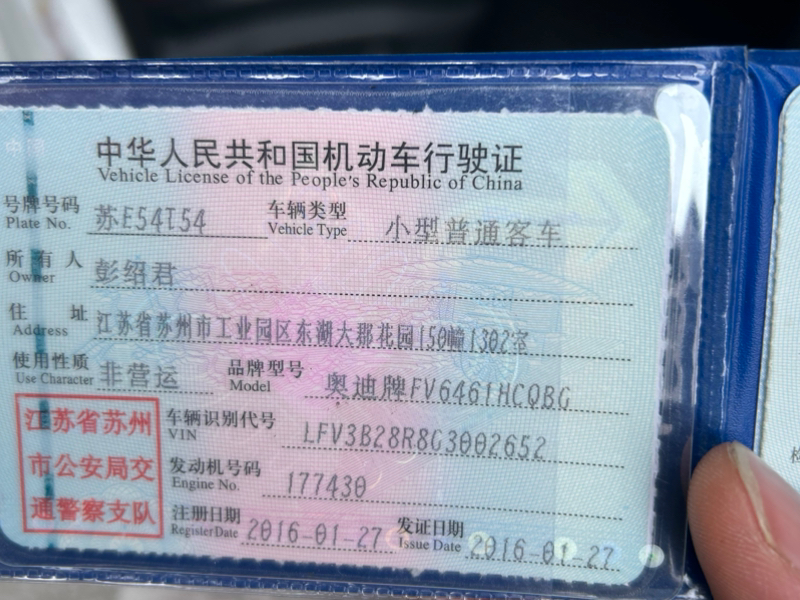 中华人民共和国机动车行驶证
Vehicle License of the People's Republic of China
号牌号码 苏E54T54 车辆类型 小型普通客车
Plate No. Vehicle Type
所有人 彭绍君
Owner
住址 江苏省苏州市工业园区东湖大郡花园150幢1302室
Address
使用性质 非营运 品牌型号 奥迪牌FV6461HCQBG
Use Character Model
江苏省苏州
市公安局交
通警察支队
车辆识别代号 LFV3B28R8G3002652
VIN
发动机号码 177430
Engine No.
注册日期 2016-01-27 发证日期 2016-01-27
Register Date Issue Date